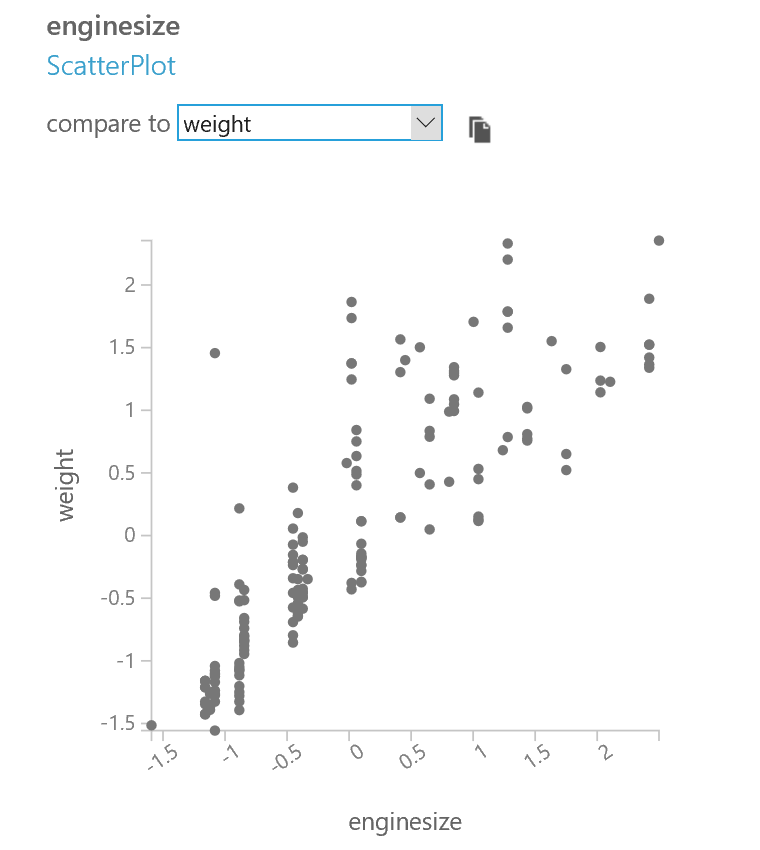 enginesize
ScatterPlot
compare to weight
2
1.5
1
0.5
0
-0.5
-1
-1.5
weight
-1.5 -1 -0.5 0 0.5 1 1.5 2
enginesize